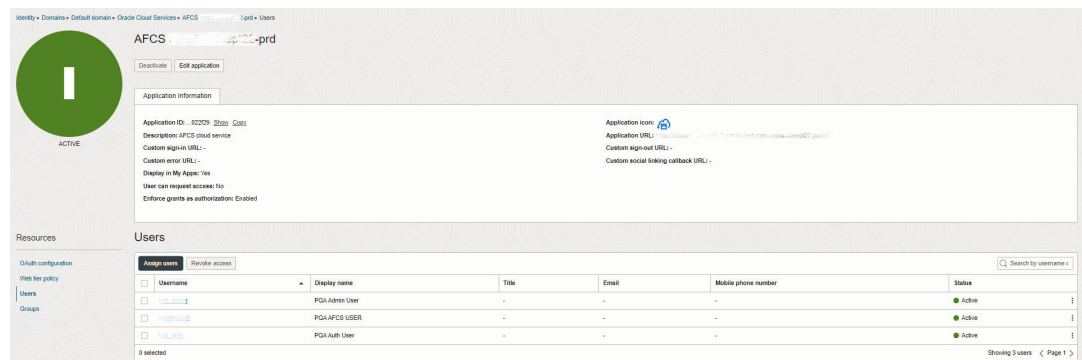 Identity › Domains › Default domain › Oracle Cloud Services › AFCS -prd › Users
AFCS -prd
Deactivate Edit application
Application information
Application ID: ...022f29 Show Copy
Description: AFCS cloud service
Custom sign-in URL: -
Custom error URL: -
Display in My Apps: Yes
User can request access: No
Enforce grants as authorization: Enabled
Application icon:
Application URL:
Custom sign-out URL: -
Custom social linking callback URL: -
ACTIVE
Resources
OAuth configuration
Web tier policy
Users
Groups
Users
Assign users Revoke access Search by username c
Username Display name Title Email Mobile phone number Status
PQA Admin User - - - Active
PQA AFCS USER - - - Active
PQA Auth User - - - Active
0 selected Showing 3 users Page 1